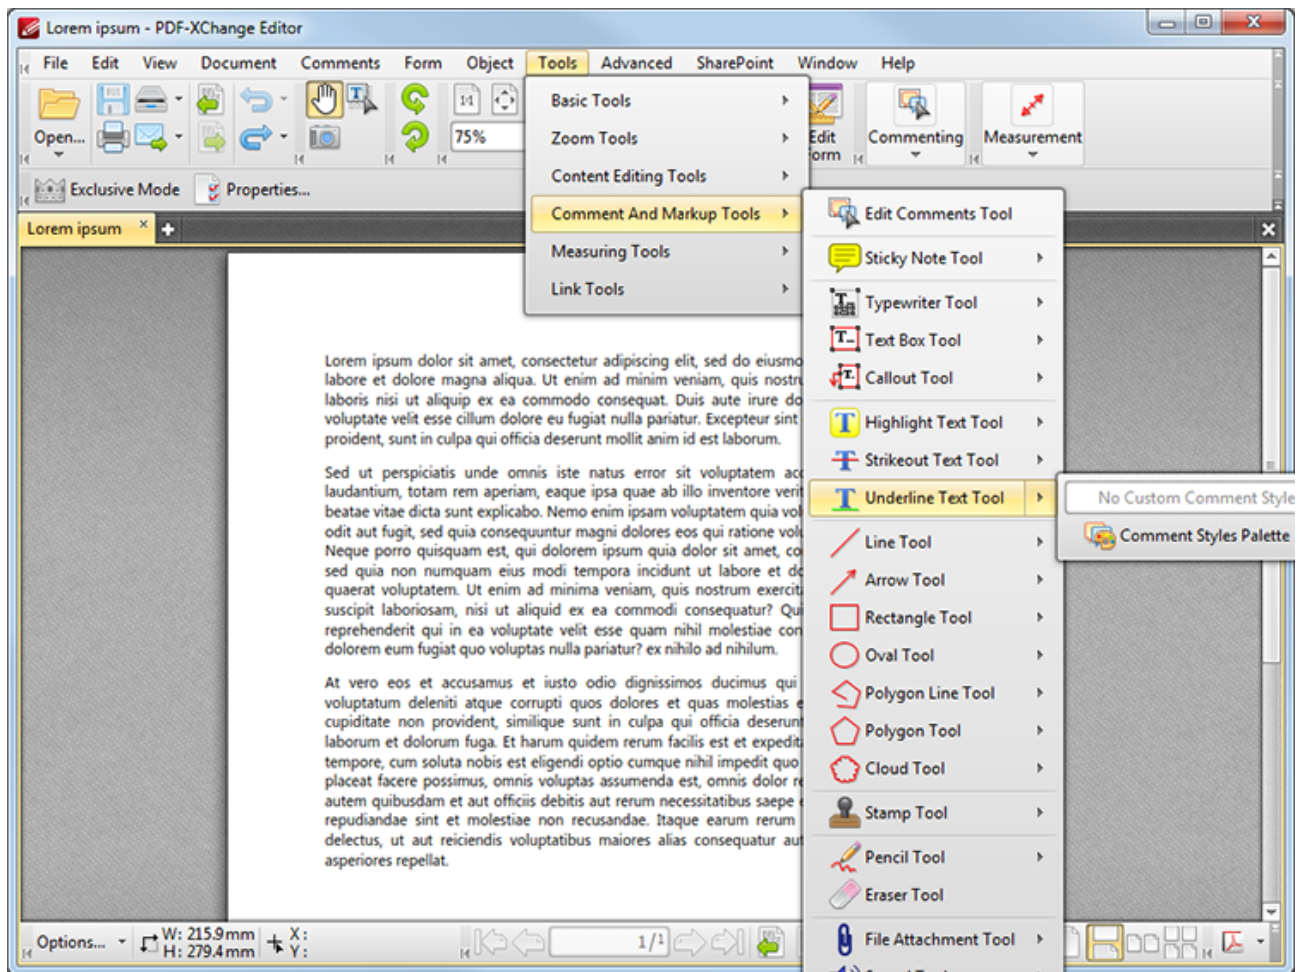 Lorem ipsum - PDF-XChange Editor
File Edit View Document Comments Form Object Tools Advanced SharePoint Window Help
Open...
75%
Edit
Commenting
Measurement
Exclusive Mode
Properties...
Lorem ipsum
Basic Tools
Zoom Tools
Content Editing Tools
Comment And Markup Tools
Measuring Tools
Link Tools
Edit Comments Tool
Sticky Note Tool
Typewriter Tool
Text Box Tool
Callout Tool
Highlight Text Tool
Strikeout Text Tool
Underline Text Tool
Line Tool
Arrow Tool
Rectangle Tool
Oval Tool
Polygon Line Tool
Polygon Tool
Cloud Tool
Stamp Tool
Pencil Tool
Eraser Tool
File Attachment Tool
No Custom Comment Style
Comment Styles Palette
Lorem ipsum dolor sit amet, consectetur adipiscing elit, sed do eiusmo
labore et dolore magna aliqua. Ut enim ad minim veniam, quis nostru
laboris nisi ut aliquip ex ea commodo consequat. Duis aute irure do
voluptate velit esse cillum dolore eu fugiat nulla pariatur. Excepteur sint
proident, sunt in culpa qui officia deserunt mollit anim id est laborum.
Sed ut perspiciatis unde omnis iste natus error sit voluptatem acc
laudantium, totam rem aperiam, eaque ipsa quae ab illo inventore verit
beatae vitae dicta sunt explicabo. Nemo enim ipsam voluptatem quia vol
odit aut fugit, sed quia consequuntur magni dolores eos qui ratione volu
Neque porro quisquam est, qui dolorem ipsum quia dolor sit amet, co
sed quia non numquam eius modi tempora incidunt ut labore et do
quaerat voluptatem. Ut enim ad minima veniam, quis nostrum exercit
suscipit laboriosam, nisi ut aliquid ex ea commodi consequatur? Qui
reprehenderit qui in ea voluptate velit esse quam nihil molestiae con
dolorem eum fugiat quo voluptas nulla pariatur? ex nihilo ad nihilum.
At vero eos et accusamus et iusto odio dignissimos ducimus qui
voluptatum deleniti atque corrupti quos dolores et quas molestias e
cupiditate non provident, similique sunt in culpa qui officia deserunt
laborum et dolorum fuga. Et harum quidem rerum facilis est et expedita
tempore, cum soluta nobis est eligendi optio cumque nihil impedit quo
placeat facere possimus, omnis voluptas assumenda est, omnis dolor re
autem quibusdam et aut officiis debitis aut rerum necessitatibus saepe e
repudiandae sint et molestiae non recusandae. Itaque earum rerum
delectus, ut aut reiciendis voluptatibus maiores alias consequatur aut
asperiores repellat.
Options...
W: 215.9 mm
H: 279.4 mm
X:
Y:
1/1